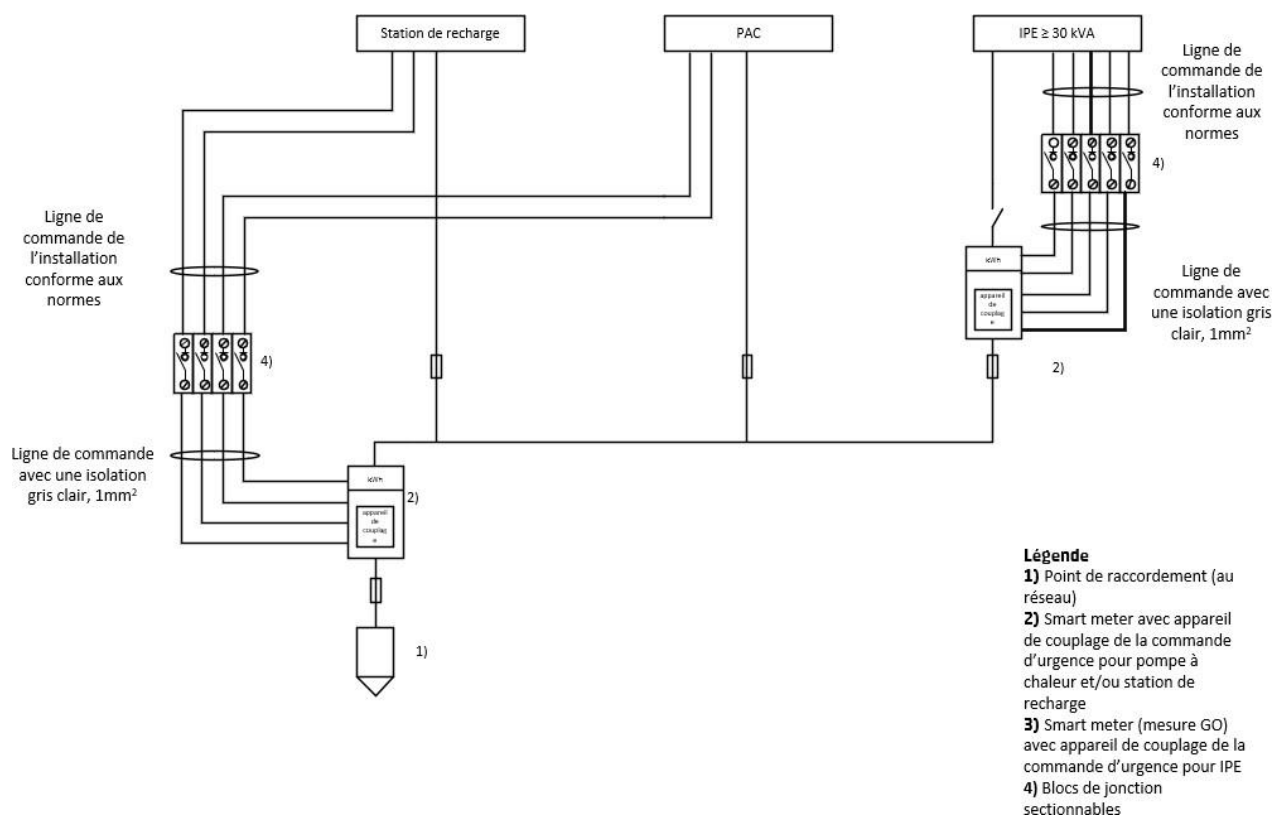 Station de recharge
PAC
IPE ≥ 30 kVA
Ligne de
commande de
l’installation
conforme aux
normes
4)
Ligne de
commande de
l’installation
conforme aux
normes
kWh
appareil
de
couplag
e
Ligne de
commande avec
une isolation gris
clair, 1mm²
2)
4)
Ligne de commande
avec une isolation
gris clair, 1mm²
kWh
2)
appareil
de
couplag
e
1)
Légende
1) Point de raccordement (au
réseau)
2) Smart meter avec appareil
de couplage de la commande
d’urgence pour pompe à
chaleur et/ou station de
recharge
3) Smart meter (mesure GO)
avec appareil de couplage de la
commande d’urgence pour IPE
4) Blocs de jonction
sectionnables